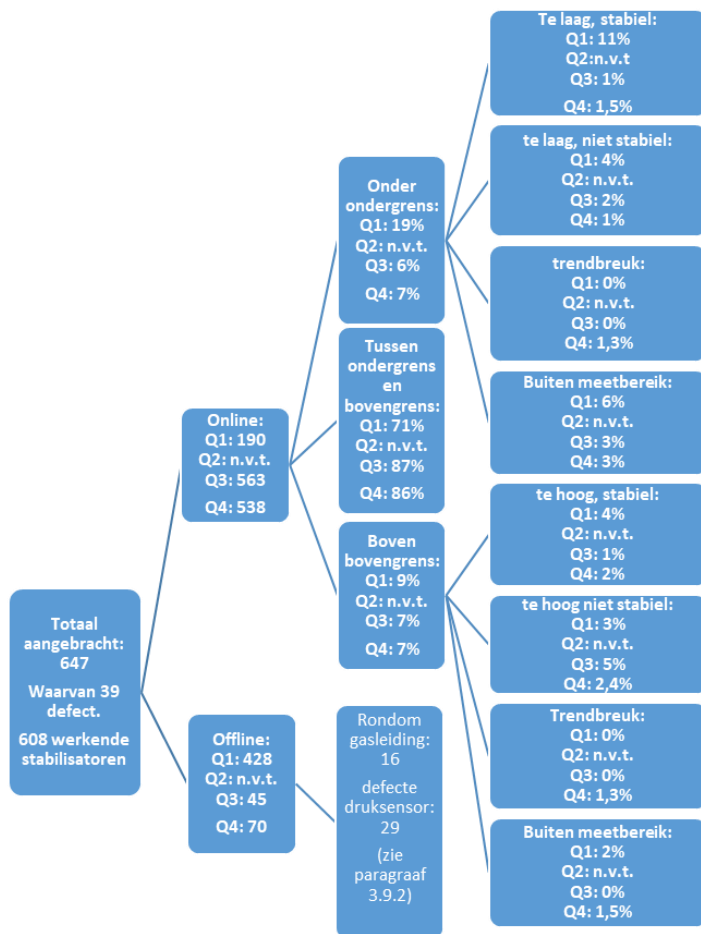 Totaal
aangebracht:
647
Waarvan 39
defect.
608 werkende
stabilisatoren
Online:
Q1: 190
Q2: n.v.t.
Q3: 563
Q4: 538
Offline:
Q1: 428
Q2: n.v.t.
Q3: 45
Q4: 70
Onder
ondergrens:
Q1: 19%
Q2: n.v.t.
Q3: 6%
Q4: 7%
Tussen
ondergrens
en
bovengrens:
Q1: 71%
Q2: n.v.t.
Q3: 87%
Q4: 86%
Boven
bovengrens:
Q1: 9%
Q2: n.v.t.
Q3: 7%
Q4: 7%
Rondom
gasleiding:
16
defecte
druksensor:
29
(zie
paragraaf
3.9.2)
Te laag, stabiel:
Q1: 11%
Q2:n.v.t
Q3: 1%
Q4: 1,5%
te laag, niet stabiel:
Q1: 4%
Q2: n.v.t.
Q3: 2%
Q4: 1%
trendbreuk:
Q1: 0%
Q2: n.v.t.
Q3: 0%
Q4: 1,3%
Buiten meetbereik:
Q1: 6%
Q2: n.v.t.
Q3: 3%
Q4: 3%
te hoog, stabiel:
Q1: 4%
Q2: n.v.t.
Q3: 1%
Q4: 2%
te hoog niet stabiel:
Q1: 3%
Q2: n.v.t.
Q3: 5%
Q4: 2,4%
Trendbreuk:
Q1: 0%
Q2: n.v.t.
Q3: 0%
Q4: 1,3%
Buiten meetbereik:
Q1: 2%
Q2: n.v.t.
Q3: 0%
Q4: 1,5%